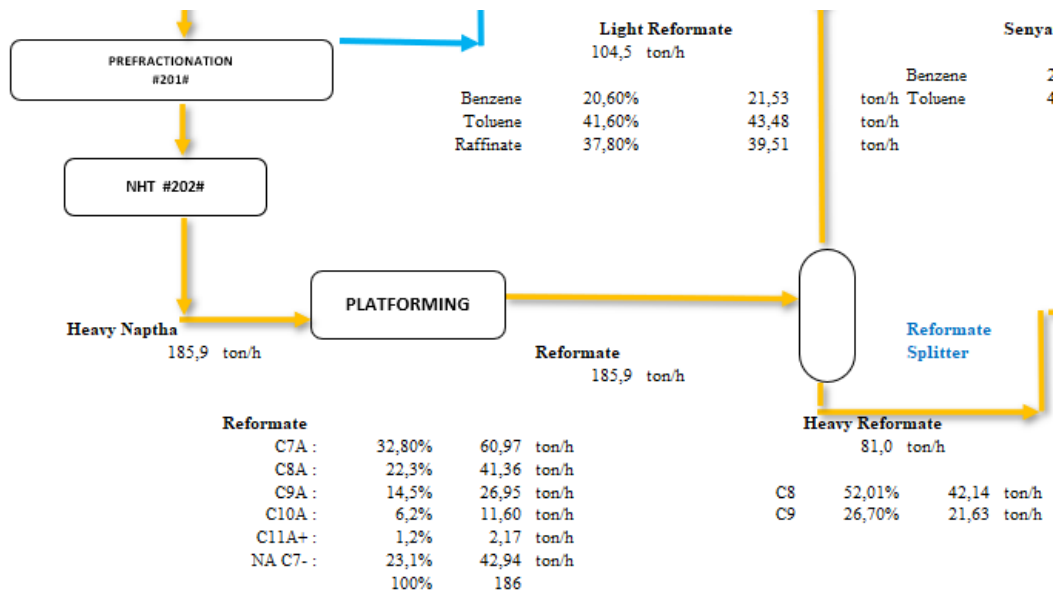 PREFRACTIONATION
#201#
Light Reformate
104,5 ton/h
Benzene 20,60% 21,53 ton/h
Toluene 41,60% 43,48 ton/h
Raffinate 37,80% 39,51 ton/h
Senya
Benzene 2
Toluene 4
NHT #202#
PLATFORMING
Heavy Naptha
185,9 ton/h
Reformate
185,9 ton/h
Reformate
Splitter
Reformate
C7A : 32,80% 60,97 ton/h
C8A : 22,3% 41,36 ton/h
C9A : 14,5% 26,95 ton/h
C10A : 6,2% 11,60 ton/h
C11A+ : 1,2% 2,17 ton/h
NA C7- : 23,1% 42,94 ton/h
100% 186
Heavy Reformate
81,0 ton/h
C8 52,01% 42,14 ton/h
C9 26,70% 21,63 ton/h